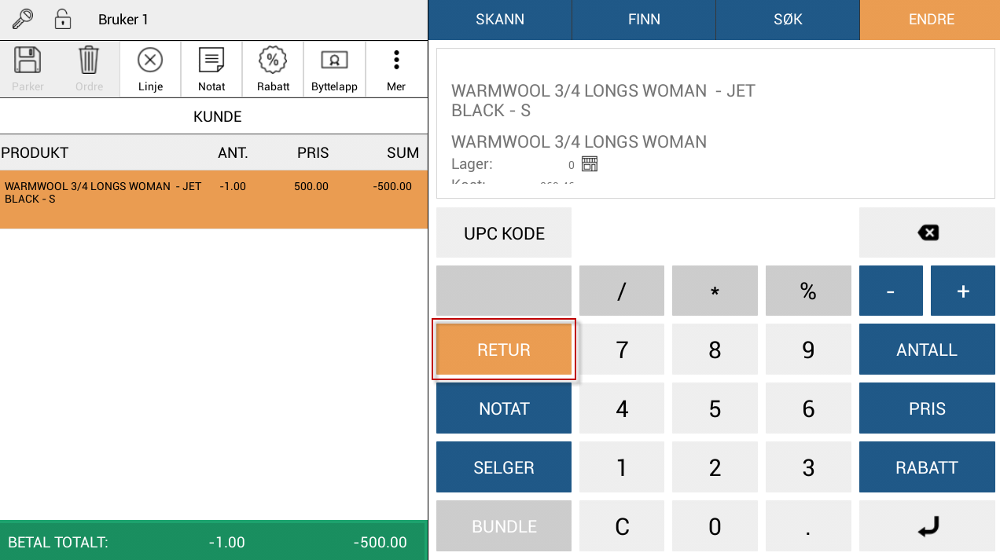 Bruker 1
Parker
Ordre
Linje
Notat
Rabatt
Byttelapp
Mer
KUNDE
PRODUKT ANT. PRIS SUM
WARMWOOL 3/4 LONGS WOMAN - JET -1.00 500.00 -500.00
BLACK - S
BETAL TOTALT: -1.00 -500.00
SKANN
FINN
SØK
ENDRE
WARMWOOL 3/4 LONGS WOMAN - JET
BLACK - S
WARMWOOL 3/4 LONGS WOMAN
Lager: 0
UPC KODE
/ * % - +
RETUR 7 8 9 ANTALL
NOTAT 4 5 6 PRIS
SELGER 1 2 3 RABATT
BUNDLE C 0 .